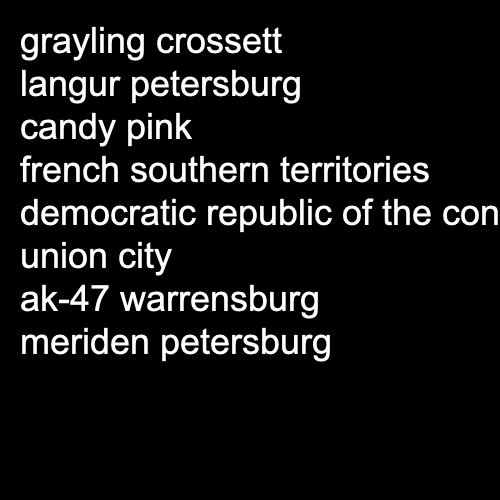 grayling crossett
langur petersburg
candy pink
french southern territories
democratic republic of the con
union city
ak-47 warrensburg
meriden petersburg